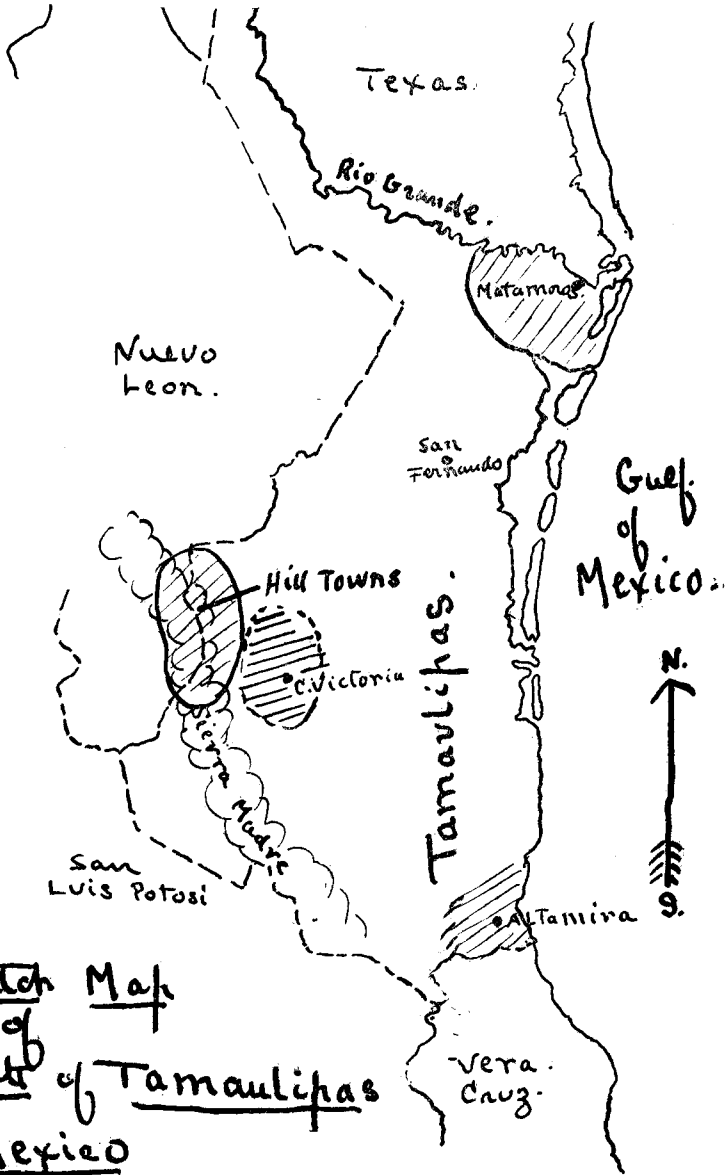 Texas.
Rio Grande.
Matamoros
Nuevo
Leon.
San
Fernando
Gulf
of
Mexico.
Hill Towns
C. Victoria
Tamaulipas.
N.
S.
Sierra Madre
San
Luis Potosi
Altamira
Vera
Cruz.
Map
of
of Tamaulipas